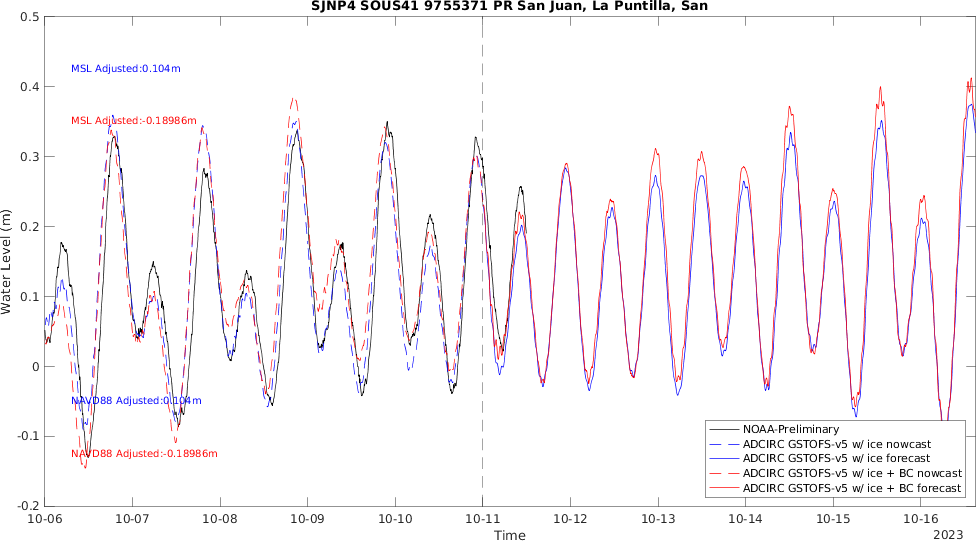 SJNP4 SOUS41 9755371 PR San Juan, La Puntilla, San
0.5
0.4
0.3
0.2
0.1
0
-0.1
-0.2
Water Level (m)
MSL Adjusted:0.104m
MSL Adjusted:-0.18986m
NAVD88 Adjusted:0.104m
NAVD88 Adjusted:-0.18986m
NOAA-Preliminary
ADCIRC GSTOFS-v5 w/ ice nowcast
ADCIRC GSTOFS-v5 w/ ice forecast
ADCIRC GSTOFS-v5 w/ ice + BC nowcast
ADCIRC GSTOFS-v5 w/ ice + BC forecast
10-06 10-07 10-08 10-09 10-10 10-11 10-12 10-13 10-14 10-15 10-16
Time
2023